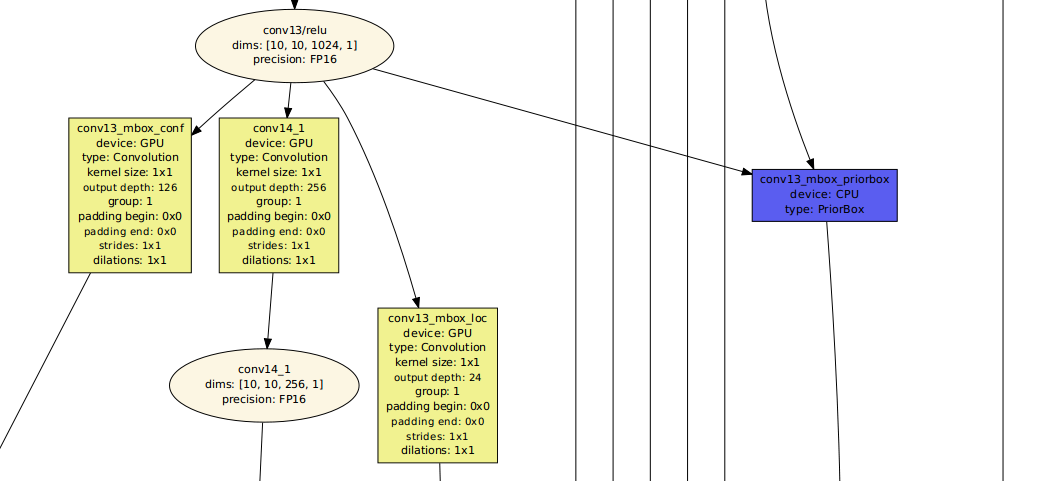 conv13/relu
dims: [10, 10, 1024, 1]
precision: FP16
conv13_mbox_conf
device: GPU
type: Convolution
kernel size: 1x1
output depth: 126
group: 1
padding begin: 0x0
padding end: 0x0
strides: 1x1
dilations: 1x1
conv14_1
device: GPU
type: Convolution
kernel size: 1x1
output depth: 256
group: 1
padding begin: 0x0
padding end: 0x0
strides: 1x1
dilations: 1x1
conv13_mbox_priorbox
device: CPU
type: PriorBox
conv13_mbox_loc
device: GPU
type: Convolution
kernel size: 1x1
output depth: 24
group: 1
padding begin: 0x0
padding end: 0x0
strides: 1x1
dilations: 1x1
conv14_1
dims: [10, 10, 256, 1]
precision: FP16